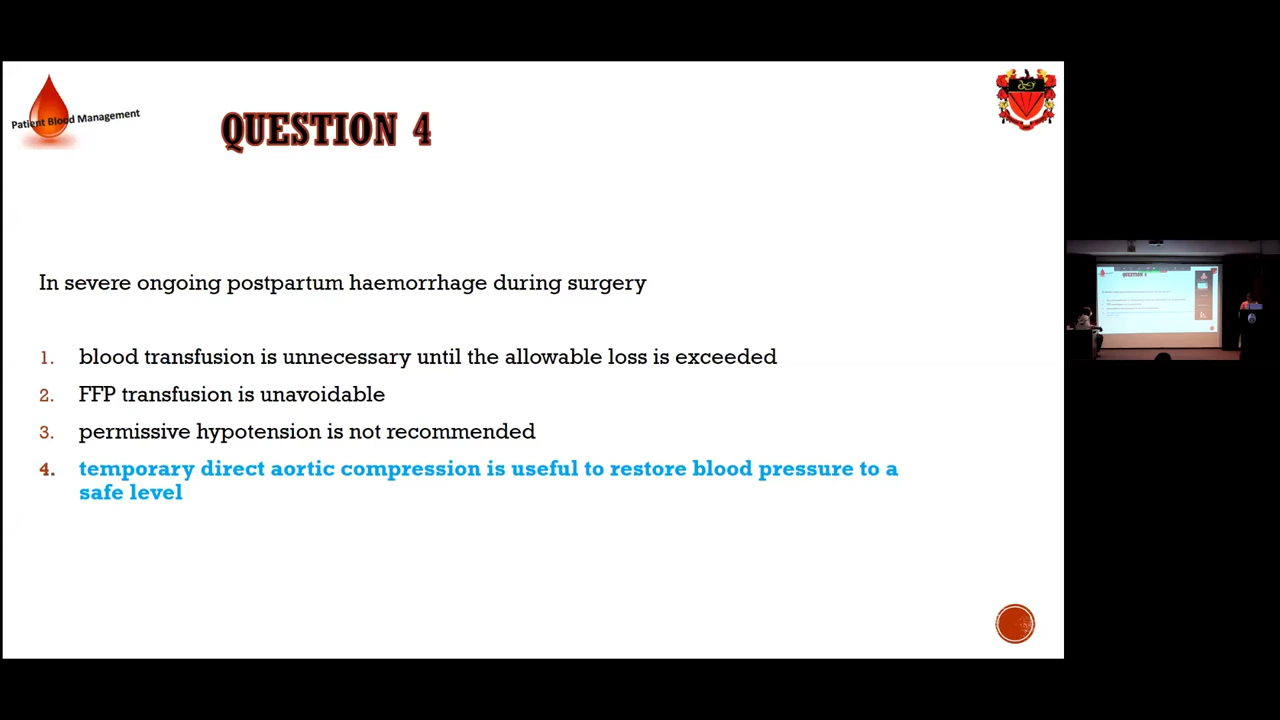 Patient Blood Management
QUESTION 4
In severe ongoing postpartum haemorrhage during surgery
1. blood transfusion is unnecessary until the allowable loss is exceeded
2. FFP transfusion is unavoidable
3. permissive hypotension is not recommended
4. temporary direct aortic compression is useful to restore blood pressure to a
safe level
QUESTION 4